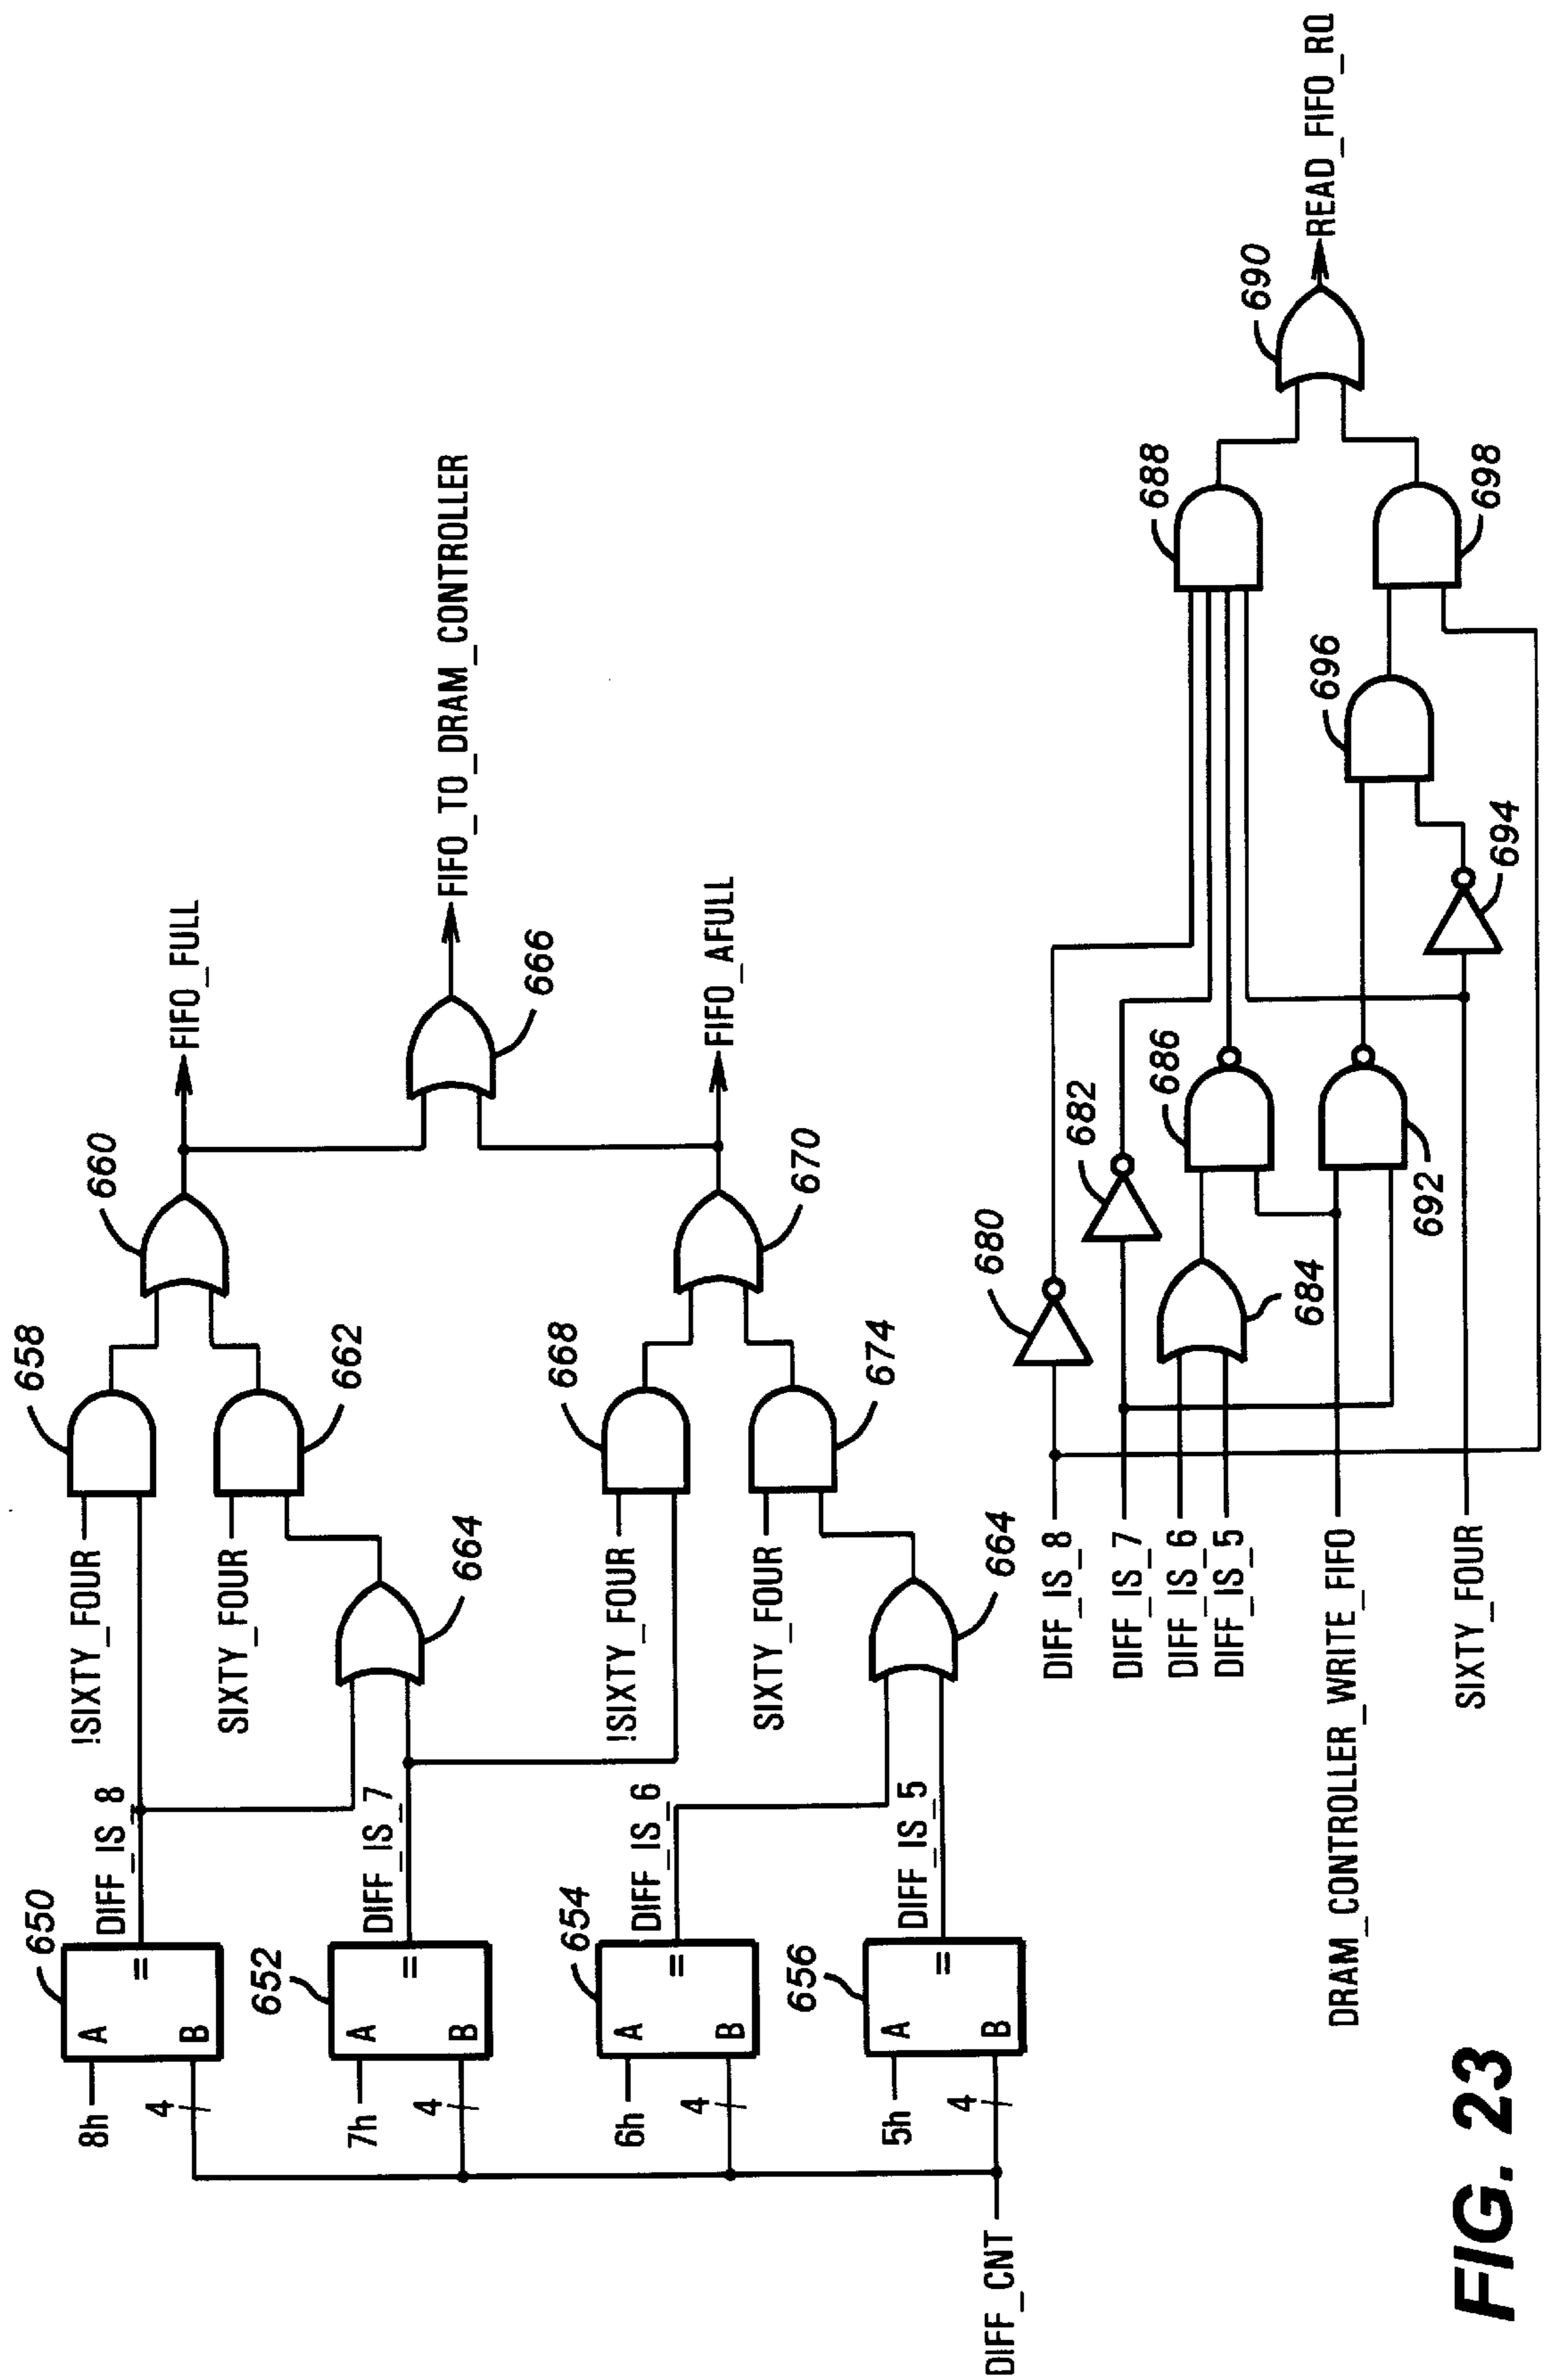 650
8h
A
B
4
=
DIFF_IS_8
!SIXTY_FOUR
658
SIXTY_FOUR
662
660
FIFO_FULL
652
7h
A
B
4
=
DIFF_IS_7
664
666
FIFO_TO_DRAM_CONTROLLER
654
6h
A
B
4
=
DIFF_IS_6
!SIXTY_FOUR
668
SIXTY_FOUR
674
670
FIFO_AFULL
656
5h
A
B
4
=
DIFF_IS_5
664
DIFF_CNT
DIFF_IS_8
680
DIFF_IS_7
682
DIFF_IS_6
DIFF_IS_5
684
686
688
690
READ_FIFO_RQ
DRAM_CONTROLLER_WRITE_FIFO
692
696
698
SIXTY_FOUR
694
FIG. 23